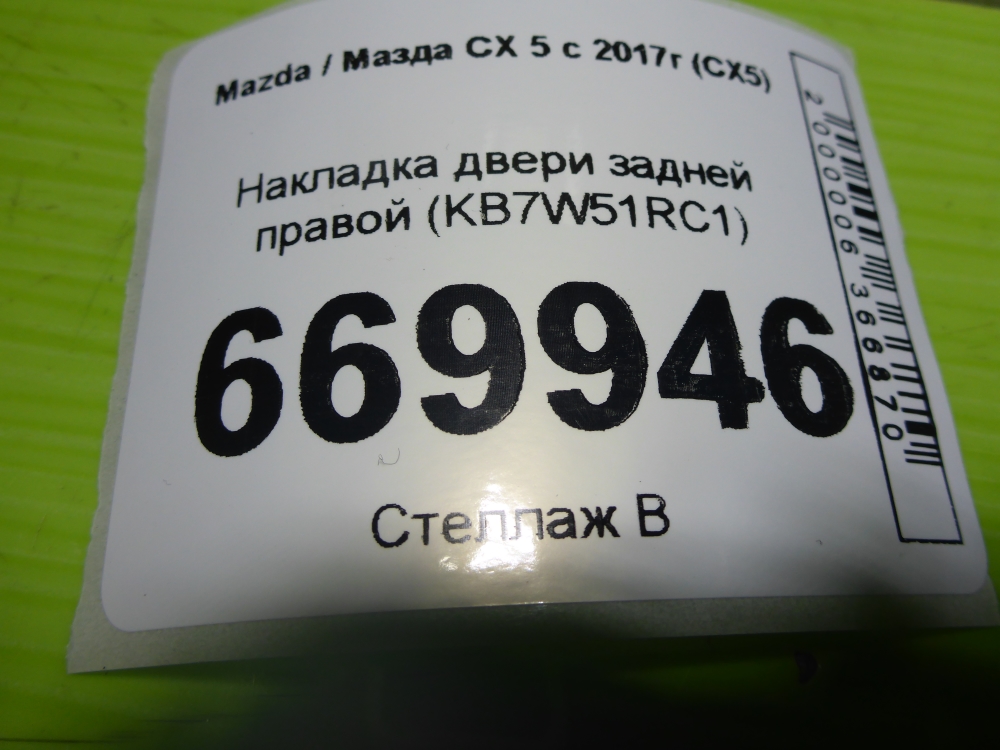 Mazda / Мазда CX 5 с 2017г (CX5)
Накладка двери задней
правой (KB7W51RC1)
669946
Стеллаж B
2000006366870